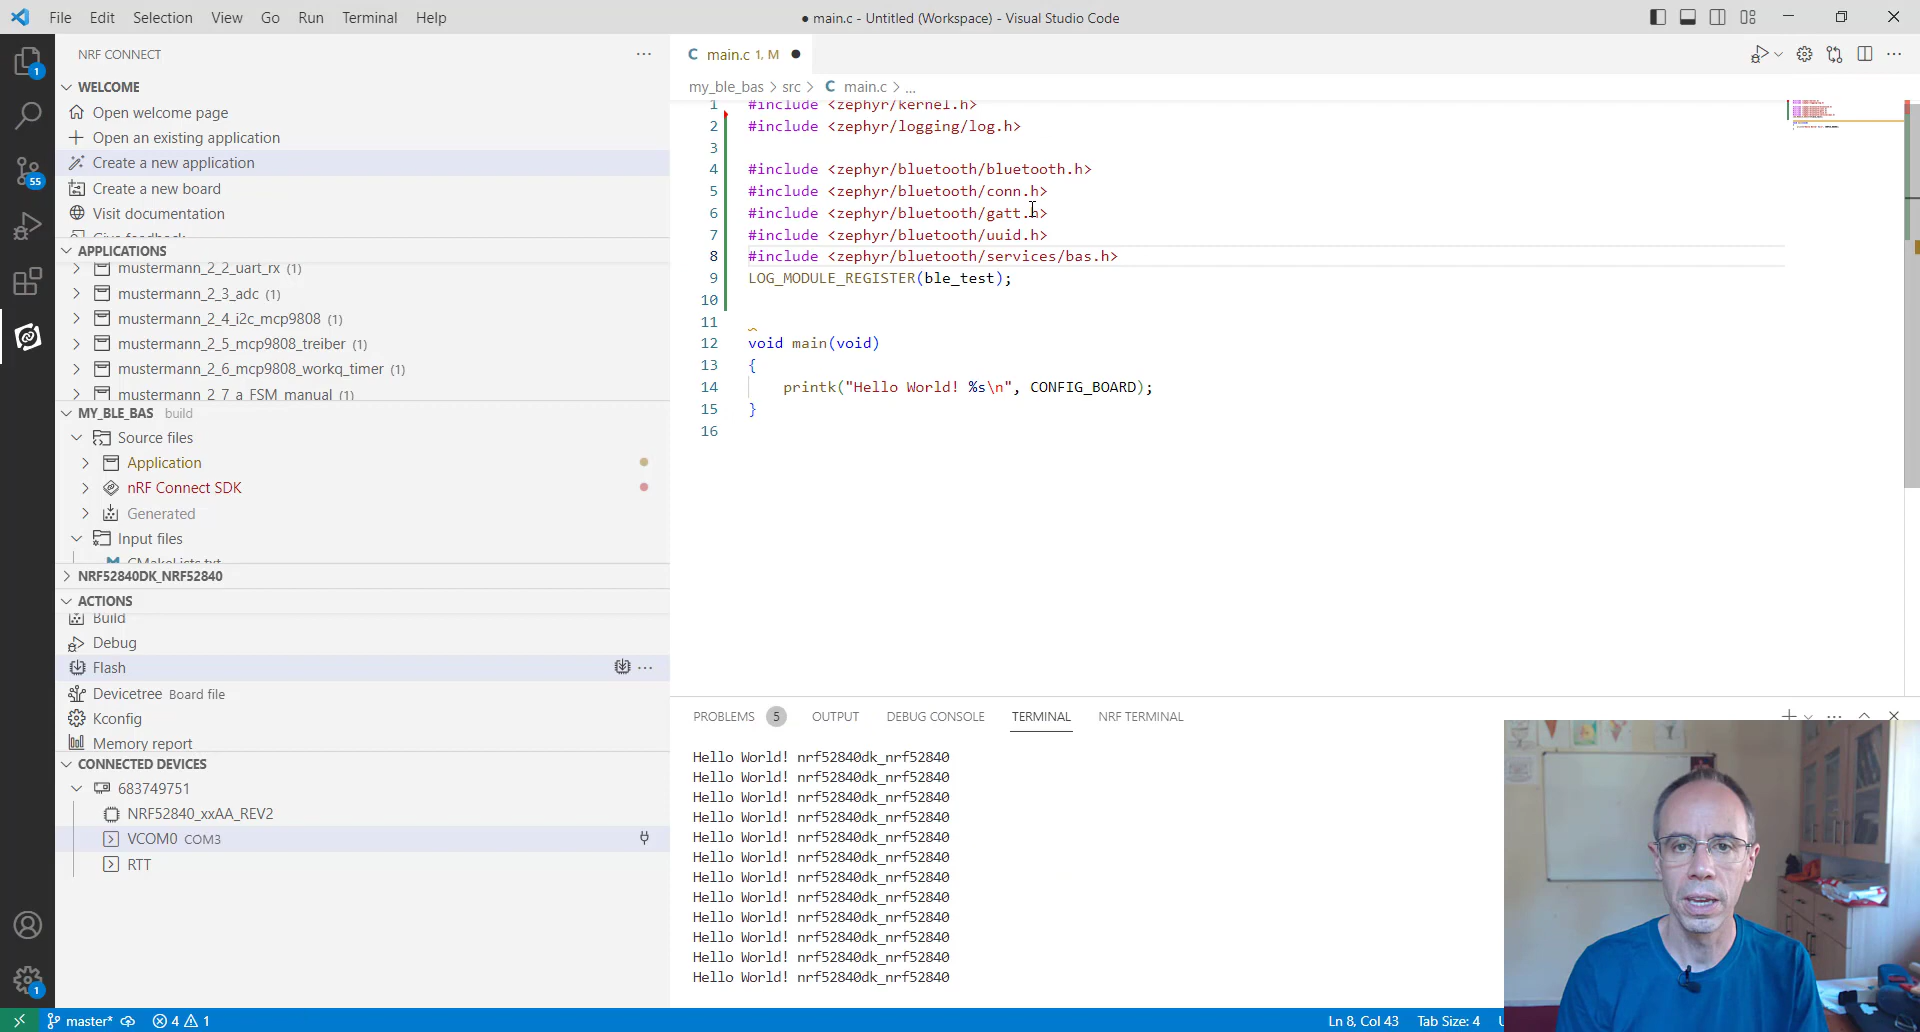 File Edit Selection View Go Run Terminal Help
● main.c - Untitled (Workspace) - Visual Studio Code
NRF CONNECT
WELCOME
Open welcome page
Open an existing application
Create a new application
Create a new board
Visit documentation
Give feedback
APPLICATIONS
mustermann_2_2_uart_rx (1)
mustermann_2_3_adc (1)
mustermann_2_4_i2c_mcp9808 (1)
mustermann_2_5_mcp9808_treiber (1)
mustermann_2_6_mcp9808_workq_timer (1)
mustermann_2_7_a_FSM_manual (1)
MY_BLE_BAS build
Source files
Application
nRF Connect SDK
Generated
Input files
CMakeLists.txt
NRF52840DK_NRF52840
ACTIONS
Build
Debug
Flash
Devicetree Board file
Kconfig
Memory report
CONNECTED DEVICES
683749751
NRF52840_xxAA_REV2
VCOM0 COM3
RTT
1
55
1
C main.c 1, M ●
my_ble_bas > src > C main.c > ...
1 #include <zephyr/kernel.h>
2 #include <zephyr/logging/log.h>
3
4 #include <zephyr/bluetooth/bluetooth.h>
5 #include <zephyr/bluetooth/conn.h>
6 #include <zephyr/bluetooth/gatt.h>
7 #include <zephyr/bluetooth/uuid.h>
8 #include <zephyr/bluetooth/services/bas.h>
9 LOG_MODULE_REGISTER(ble_test);
10
11
12 void main(void)
13 {
14 printk("Hello World! %s\n", CONFIG_BOARD);
15 }
16
PROBLEMS 5 OUTPUT DEBUG CONSOLE TERMINAL NRF TERMINAL
Hello World! nrf52840dk_nrf52840
Hello World! nrf52840dk_nrf52840
Hello World! nrf52840dk_nrf52840
Hello World! nrf52840dk_nrf52840
Hello World! nrf52840dk_nrf52840
Hello World! nrf52840dk_nrf52840
Hello World! nrf52840dk_nrf52840
Hello World! nrf52840dk_nrf52840
Hello World! nrf52840dk_nrf52840
Hello World! nrf52840dk_nrf52840
Hello World! nrf52840dk_nrf52840
Hello World! nrf52840dk_nrf52840
master* 4 1 Ln 8, Col 43 Tab Size: 4